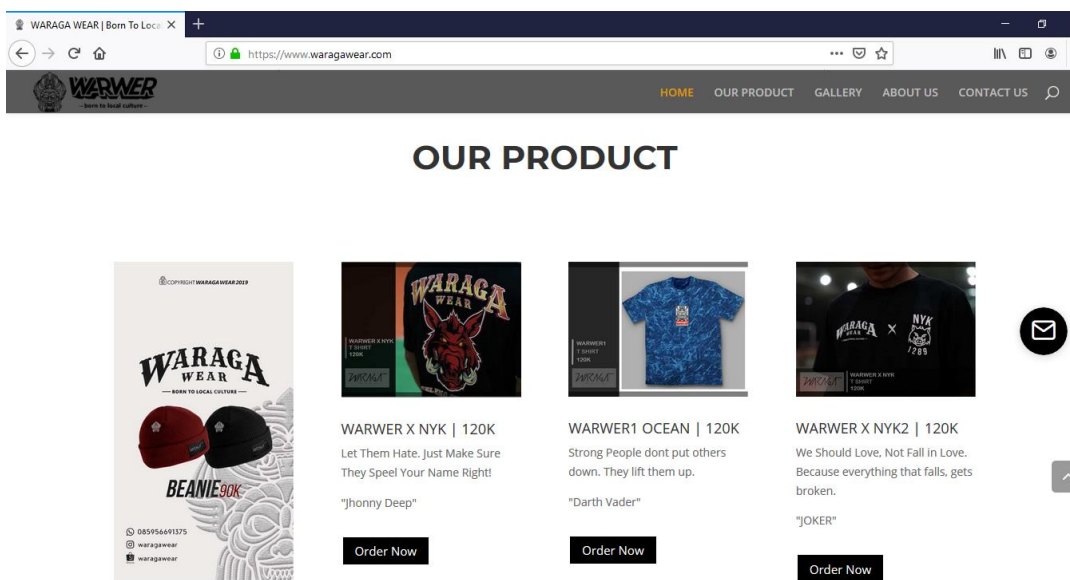 WARAGA WEAR | Born To Loca
https://www.waragawear.com
WARWER
- born to local culture -
HOME
OUR PRODUCT
GALLERY
ABOUT US
CONTACT US
OUR PRODUCT
©COPYRIGHT WARAGAWEAR 2019
WARAGA
WEAR
BORN TO LOCAL CULTURE
BEANIE 90K
085956691375
waragawear
waragawear
WARAGA
WEAR
WARWER X NYK
T SHIRT
120K
WARAGA
WARWER X NYK | 120K
Let Them Hate. Just Make Sure
They Speel Your Name Right!
"Jhonny Deep"
Order Now
WARWER1
T SHIRT
120K
WARAGA
WARWER1 OCEAN | 120K
Strong People dont put others
down. They lift them up.
"Darth Vader"
Order Now
WARAGA
WEAR
X
NYK
1289
WARAGA
WARWER X NYK
T SHIRT
120K
WARWER X NYK2 | 120K
We Should Love, Not Fall in Love.
Because everything that falls, gets
broken.
"JOKER"
Order Now